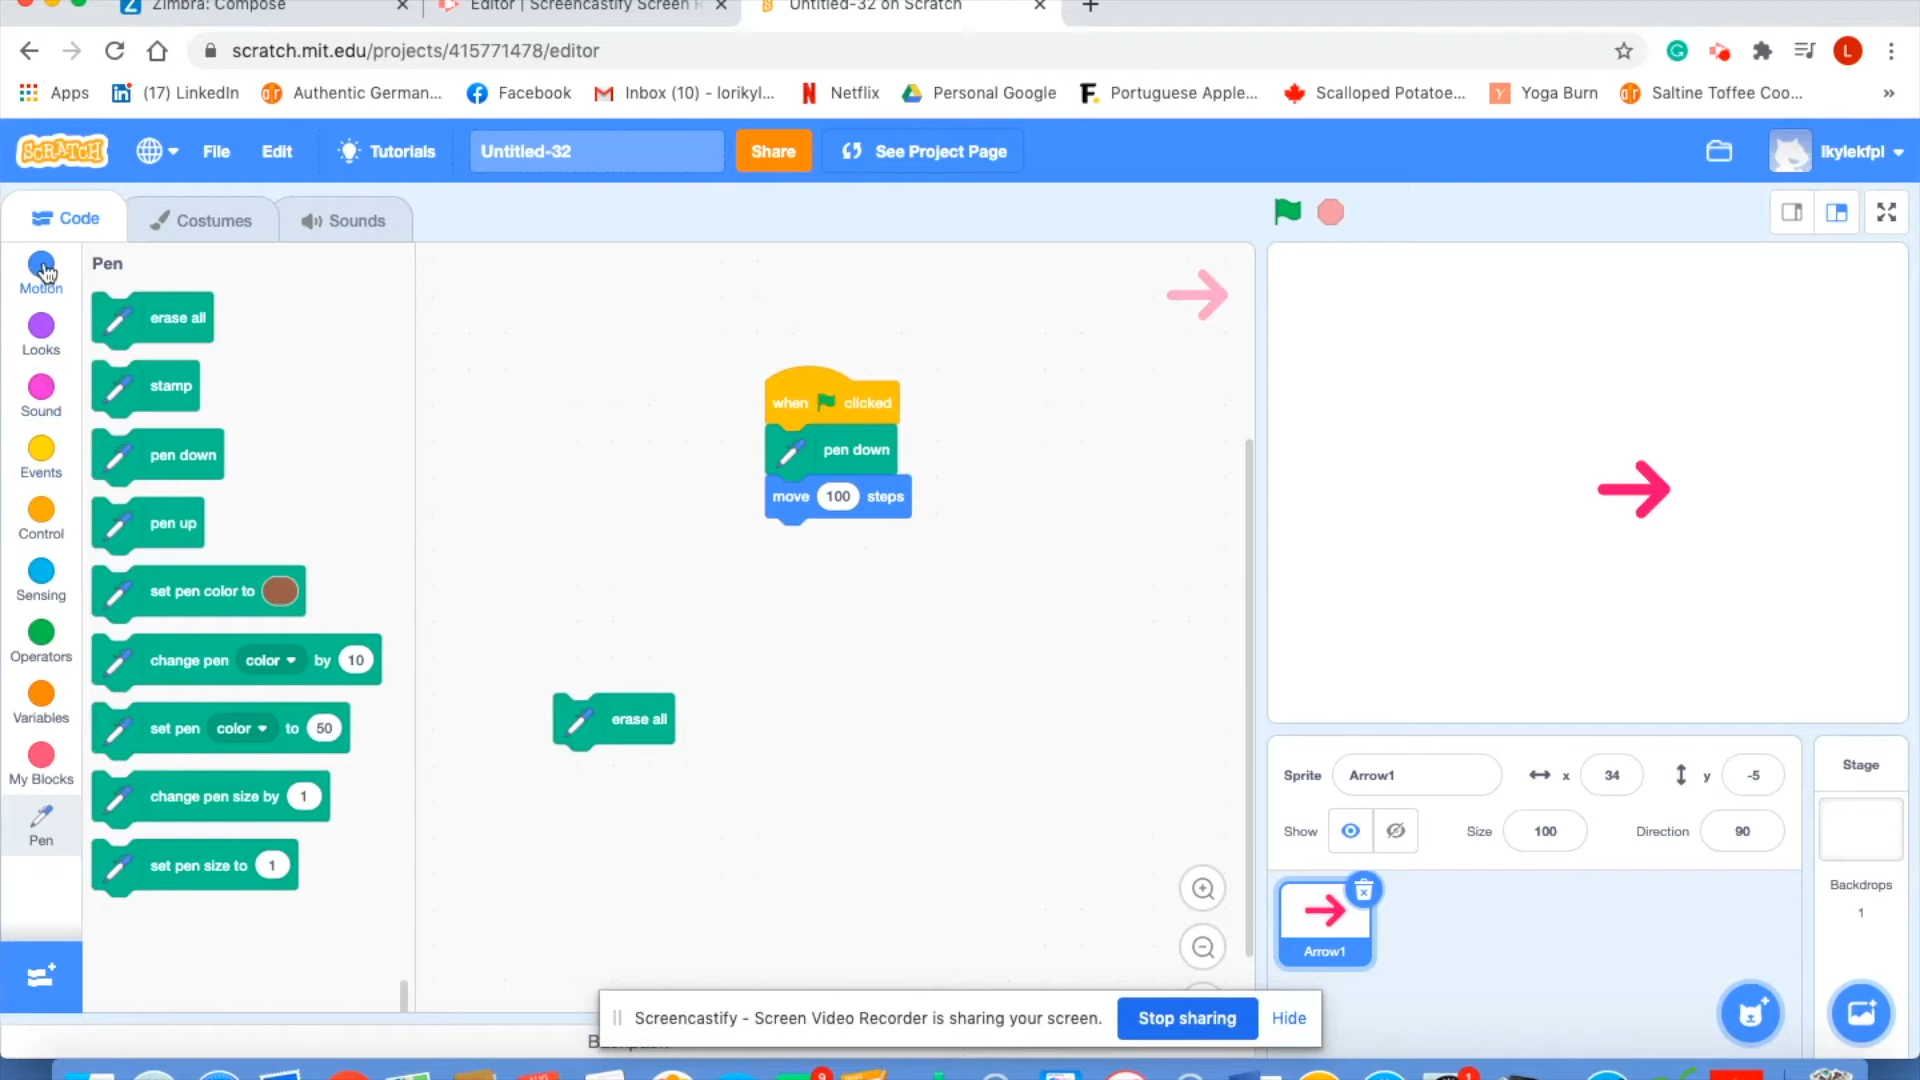 Zimbra: Compose
Editor | Screencastify Screen R
Untitled-32 on Scratch
scratch.mit.edu/projects/415771478/editor
L
Apps
(17) LinkedIn
Authentic German...
Facebook
Inbox (10) - lorikyl...
Netflix
Personal Google
Portuguese Apple...
Scalloped Potatoe...
Yoga Burn
Saltine Toffee Coo...
»
SCRATCH
File
Edit
Tutorials
Untitled-32
Share
See Project Page
lkylekfpl
Code
Costumes
Sounds
Motion
Looks
Sound
Events
Control
Sensing
Operators
Variables
My Blocks
Pen
Pen
erase all
stamp
pen down
pen up
set pen color to
change pen color by 10
set pen color to 50
change pen size by 1
set pen size to 1
when clicked
pen down
move 100 steps
erase all
Sprite
Arrow1
x 34
y -5
Show
Size 100
Direction 90
Arrow1
Stage
Backdrops
1
Screencastify - Screen Video Recorder is sharing your screen.
Stop sharing
Hide
9
1